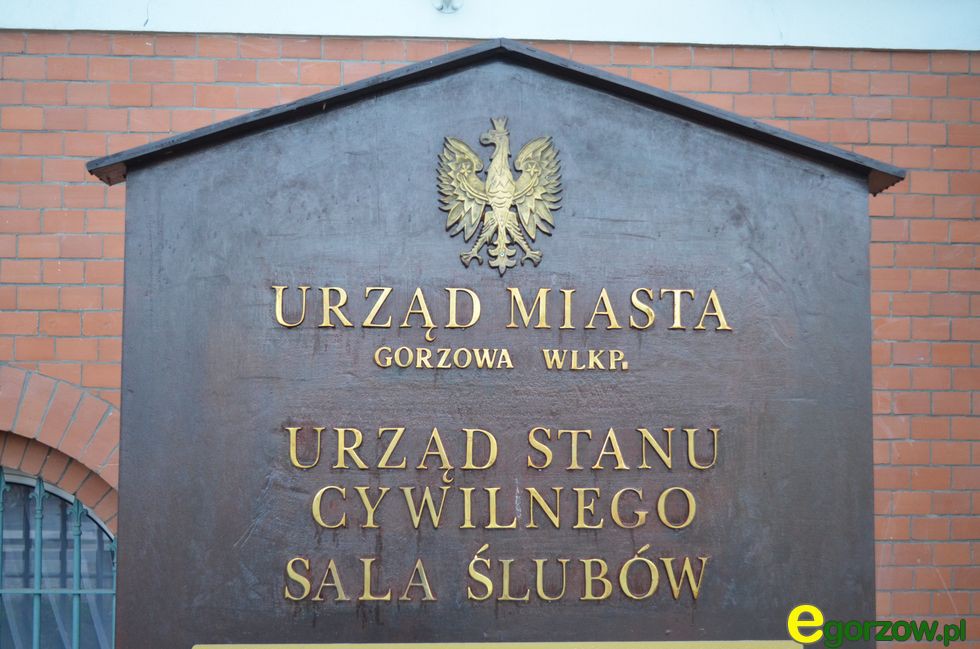 URZĄD MIASTA
GORZOWA WLKP.
URZĄD STANU
CYWILNEGO
SALA ŚLUBÓW
egorzow.pl